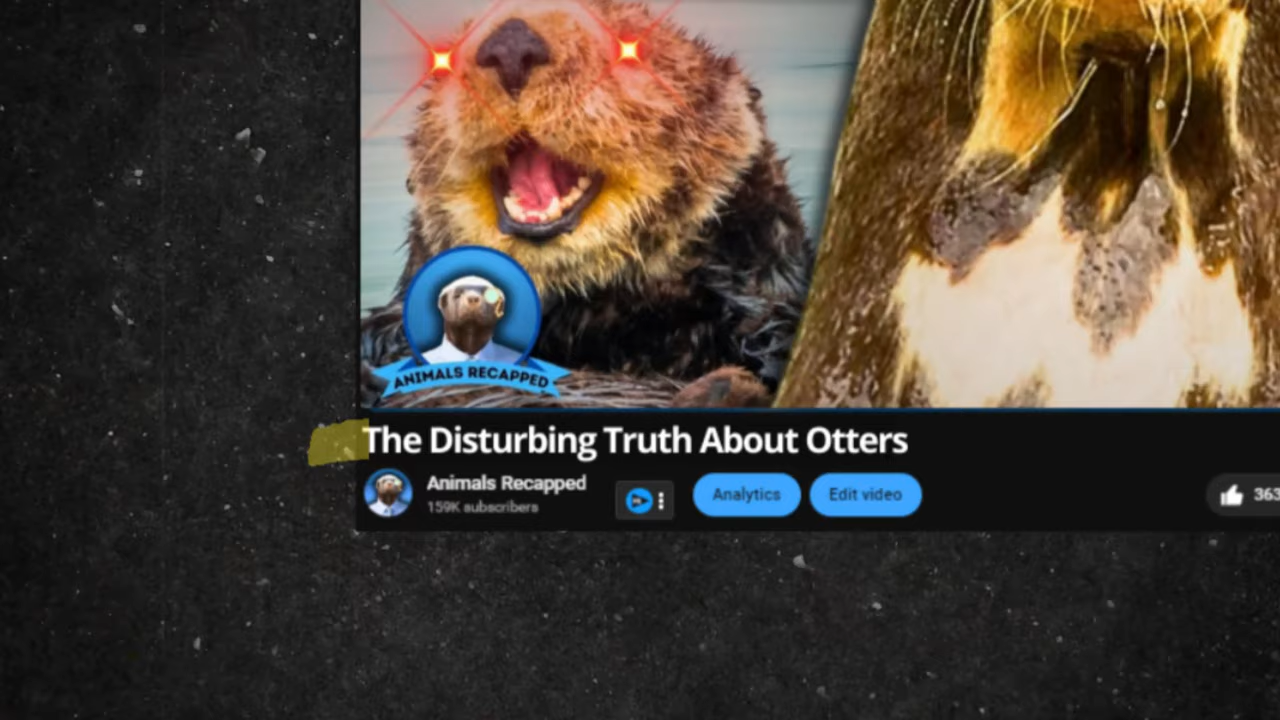 ANIMALS RECAPPED
The Disturbing Truth About Otters
Animals Recapped
159K subscribers
Analytics
Edit video
363